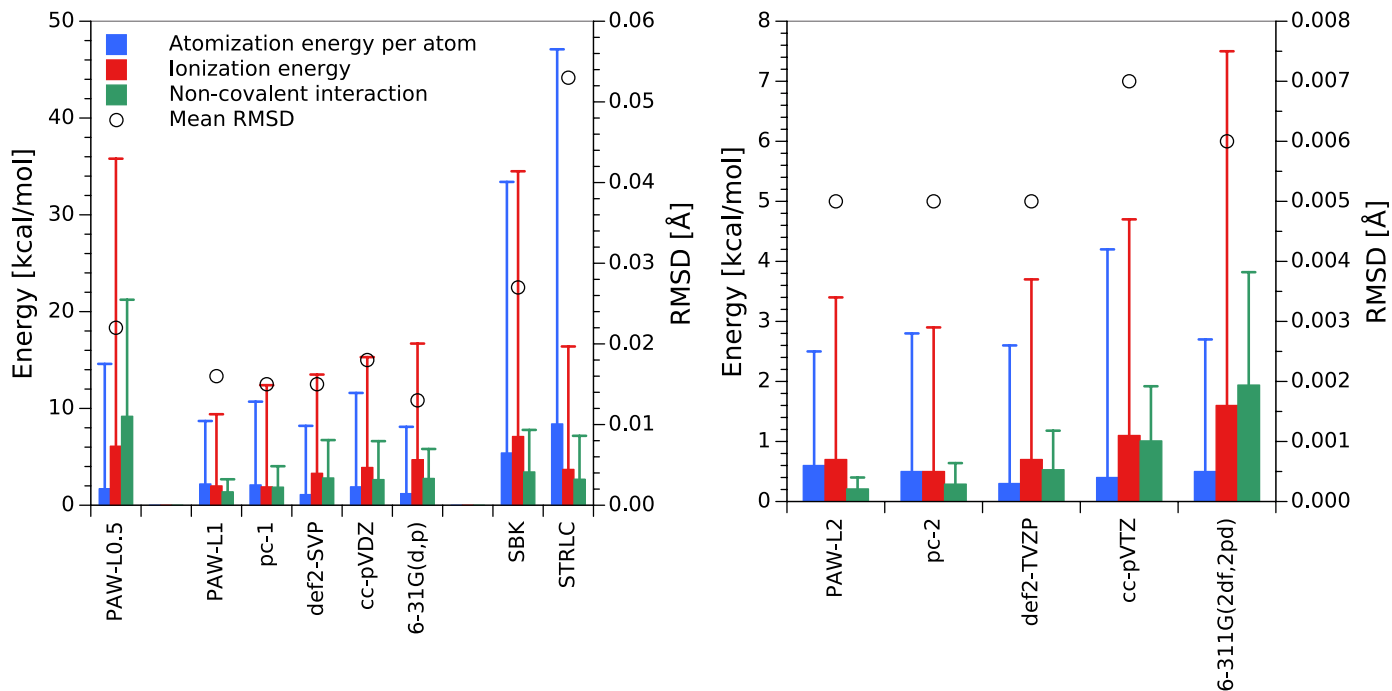 Energy [kcal/mol]
50
40
30
20
10
0
Atomization energy per atom
Ionization energy
Non-covalent interaction
Mean RMSD
0.06
0.05
0.04
0.03
0.02
0.01
0.00
RMSD [Å]
PAW-L0.5
PAW-L1
pc-1
def2-SVP
cc-pVDZ
6-31G(d,p)
SBK
STRLC
Energy [kcal/mol]
8
7
6
5
4
3
2
1
0
0.008
0.007
0.006
0.005
0.004
0.003
0.002
0.001
0.000
RMSD [Å]
PAW-L2
pc-2
def2-TVZP
cc-pVTZ
6-311G(2df,2pd)